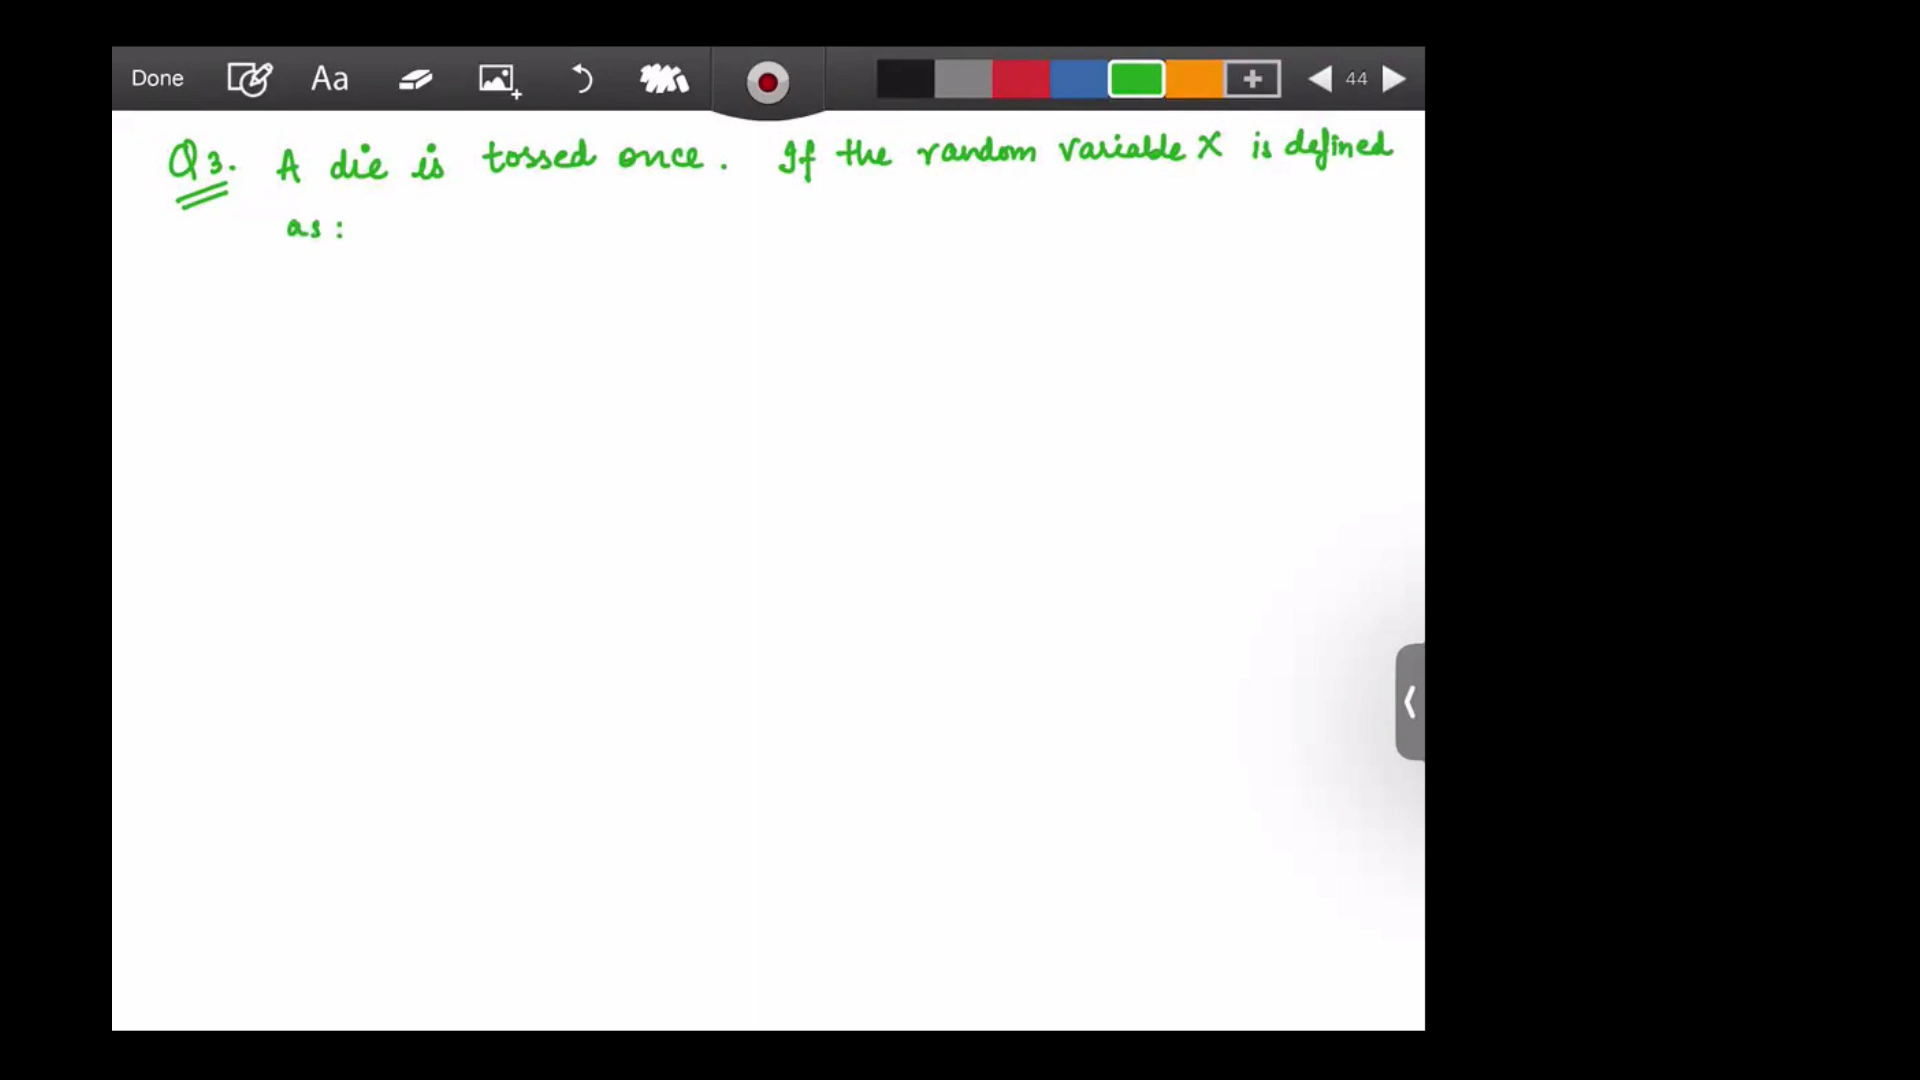 Done Aa 44
Q3. A die is tossed once. If the random variable X is defined
as: